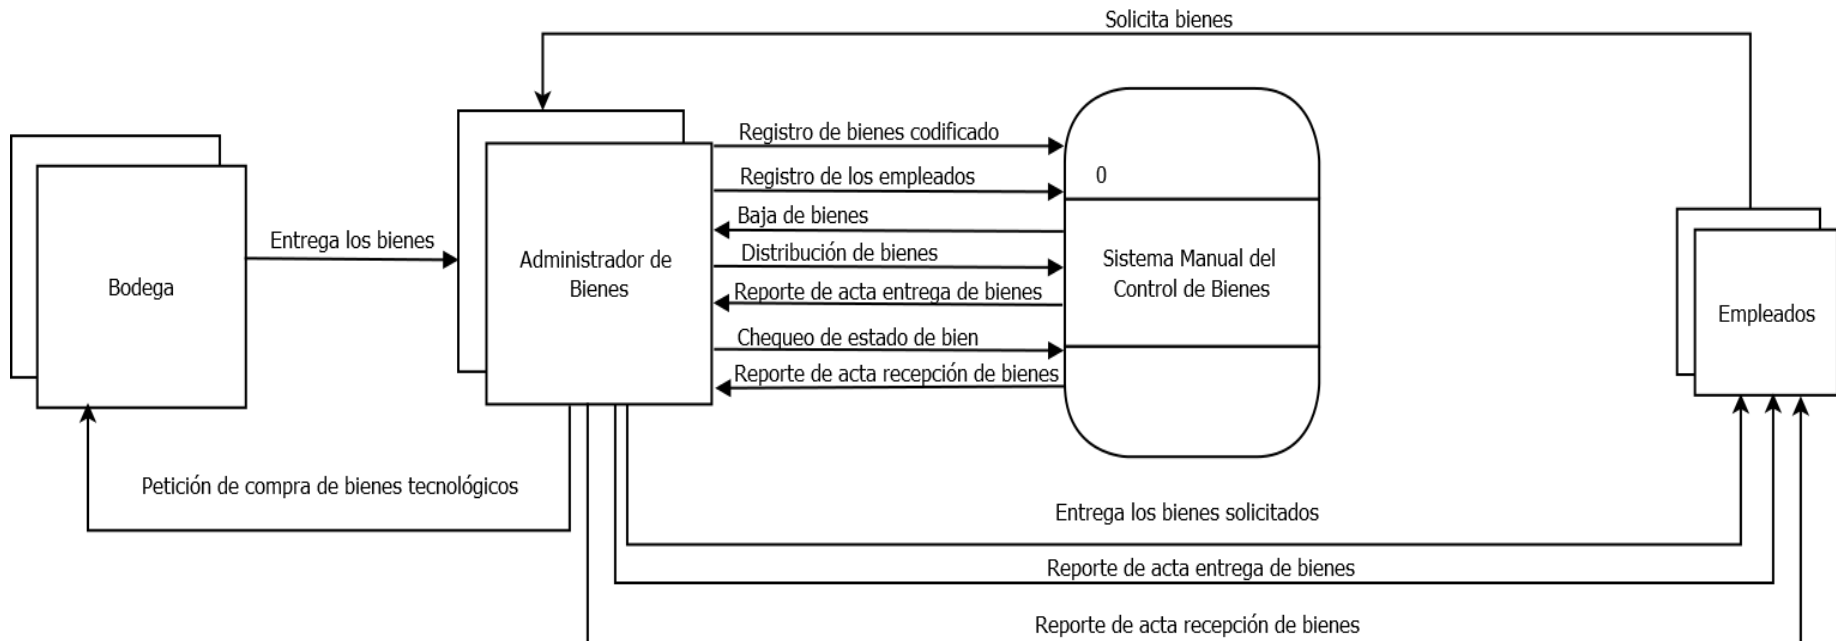 Solicita bienes
Registro de bienes codificado
Registro de los empleados
0
Baja de bienes
Entrega los bienes
Distribución de bienes
Administrador de
Bienes
Sistema Manual del
Control de Bienes
Bodega
Reporte de acta entrega de bienes
Empleados
Chequeo de estado de bien
Reporte de acta recepción de bienes
Petición de compra de bienes tecnológicos
Entrega los bienes solicitados
Reporte de acta entrega de bienes
Reporte de acta recepción de bienes